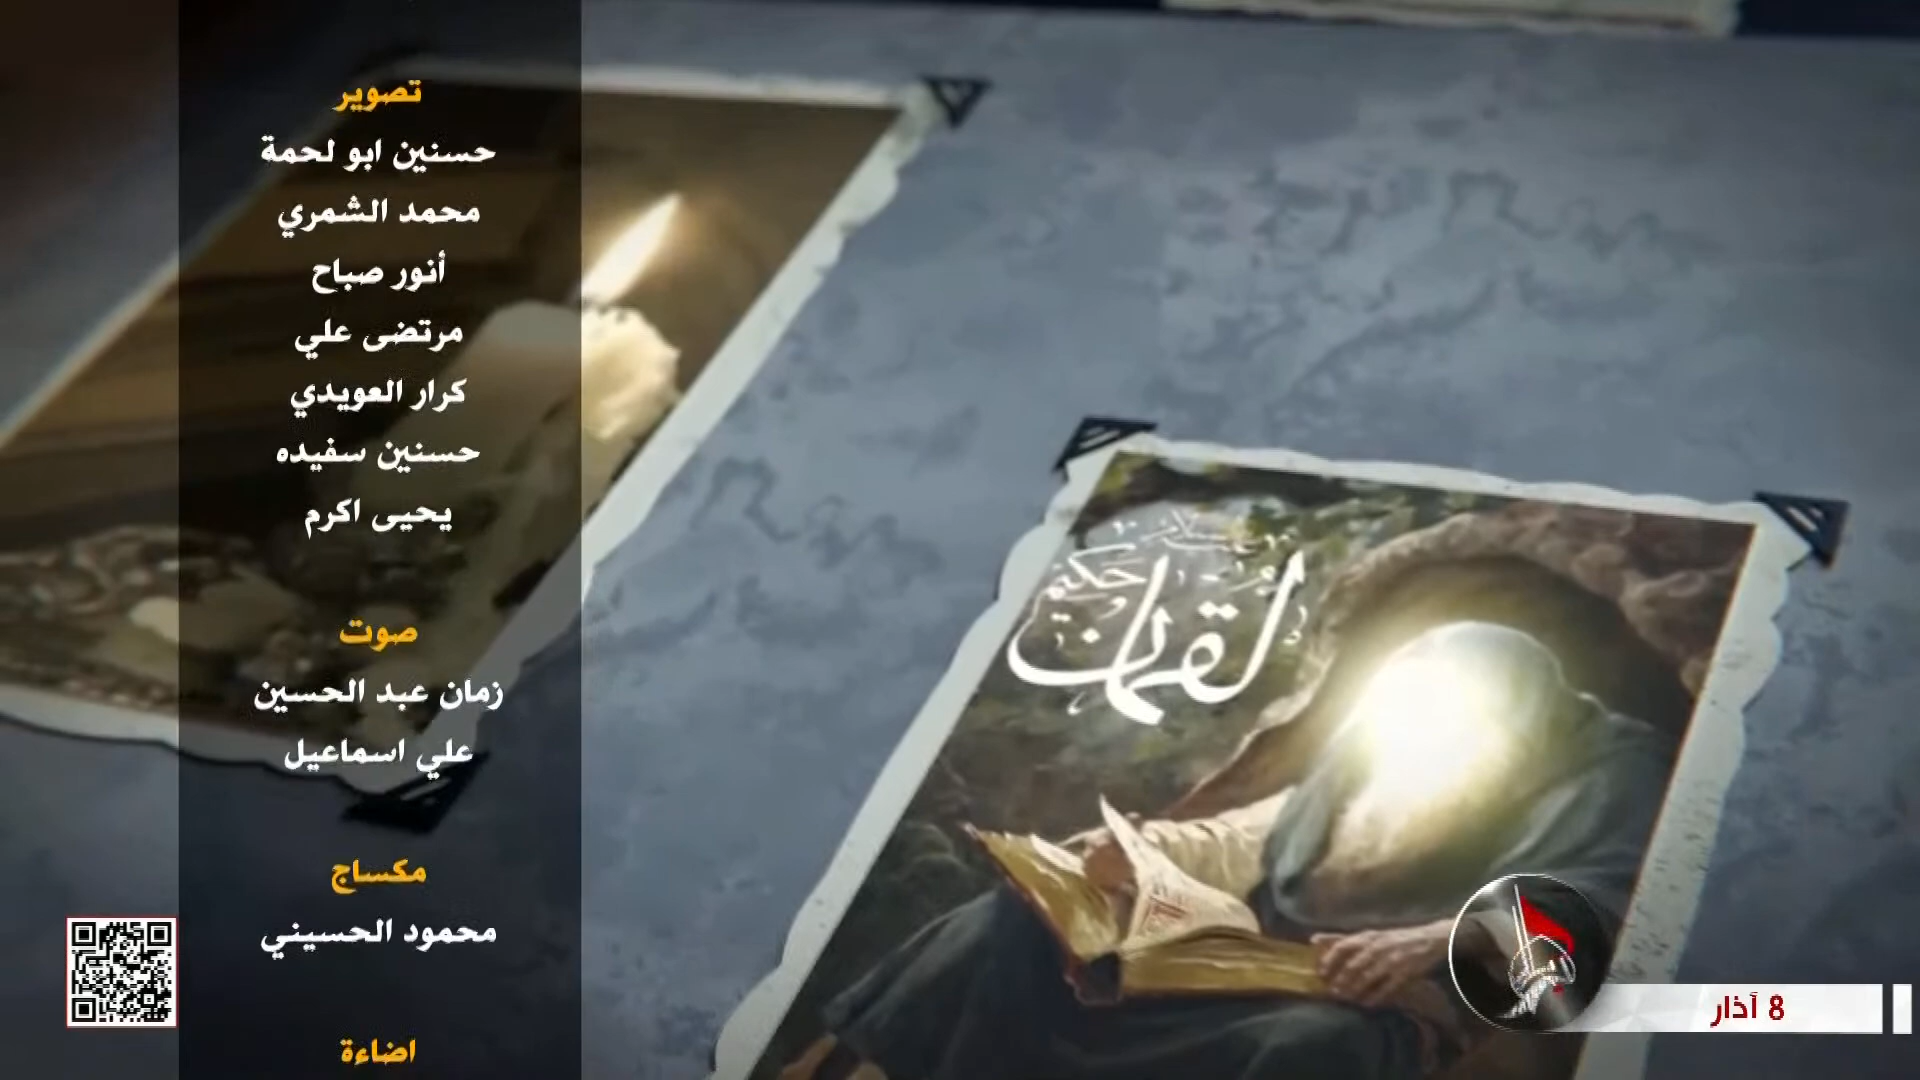 تصوير
حسنين ابو لحمة
محمد الشمري
أنور صباح
مرتضى علي
كرار العويدي
حسنين سفيده
يحيى اكرم
صوت
زمان عبد الحسين
علي اسماعيل
مكساج
محمود الحسيني
اضاءة
لقمان
حكيم
8 آذار